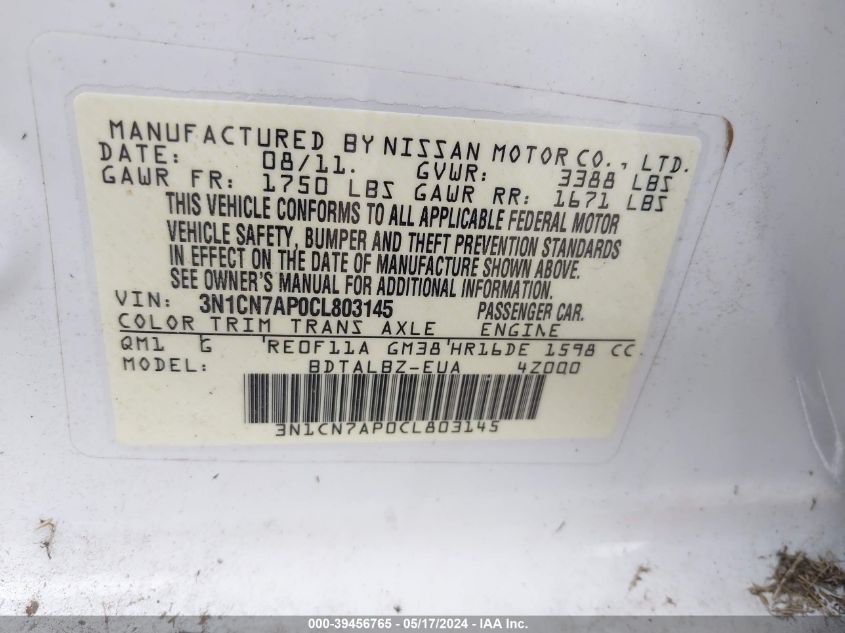 MANUFACTURED BY NISSAN MOTOR CO., LTD.
DATE: 08/11. GVWR: 3388 LBS
GAWR FR: 1750 LBS GAWR RR: 1671 LBS
THIS VEHICLE CONFORMS TO ALL APPLICABLE FEDERAL MOTOR
VEHICLE SAFETY, BUMPER AND THEFT PREVENTION STANDARDS
IN EFFECT ON THE DATE OF MANUFACTURE SHOWN ABOVE.
SEE OWNER'S MANUAL FOR ADDITIONAL INFORMATION.
VIN: 3N1CN7AP0CL803145 PASSENGER CAR.
COLOR TRIM TRANS AXLE ENGINE
QM1 G 'RE0F11A GM38'HR16DE 1598 CC
MODEL: BDTALBZ-EUA 4Z000
3N1CN7AP0CL803145
000-39456765 - 05/17/2024 - IAA Inc.